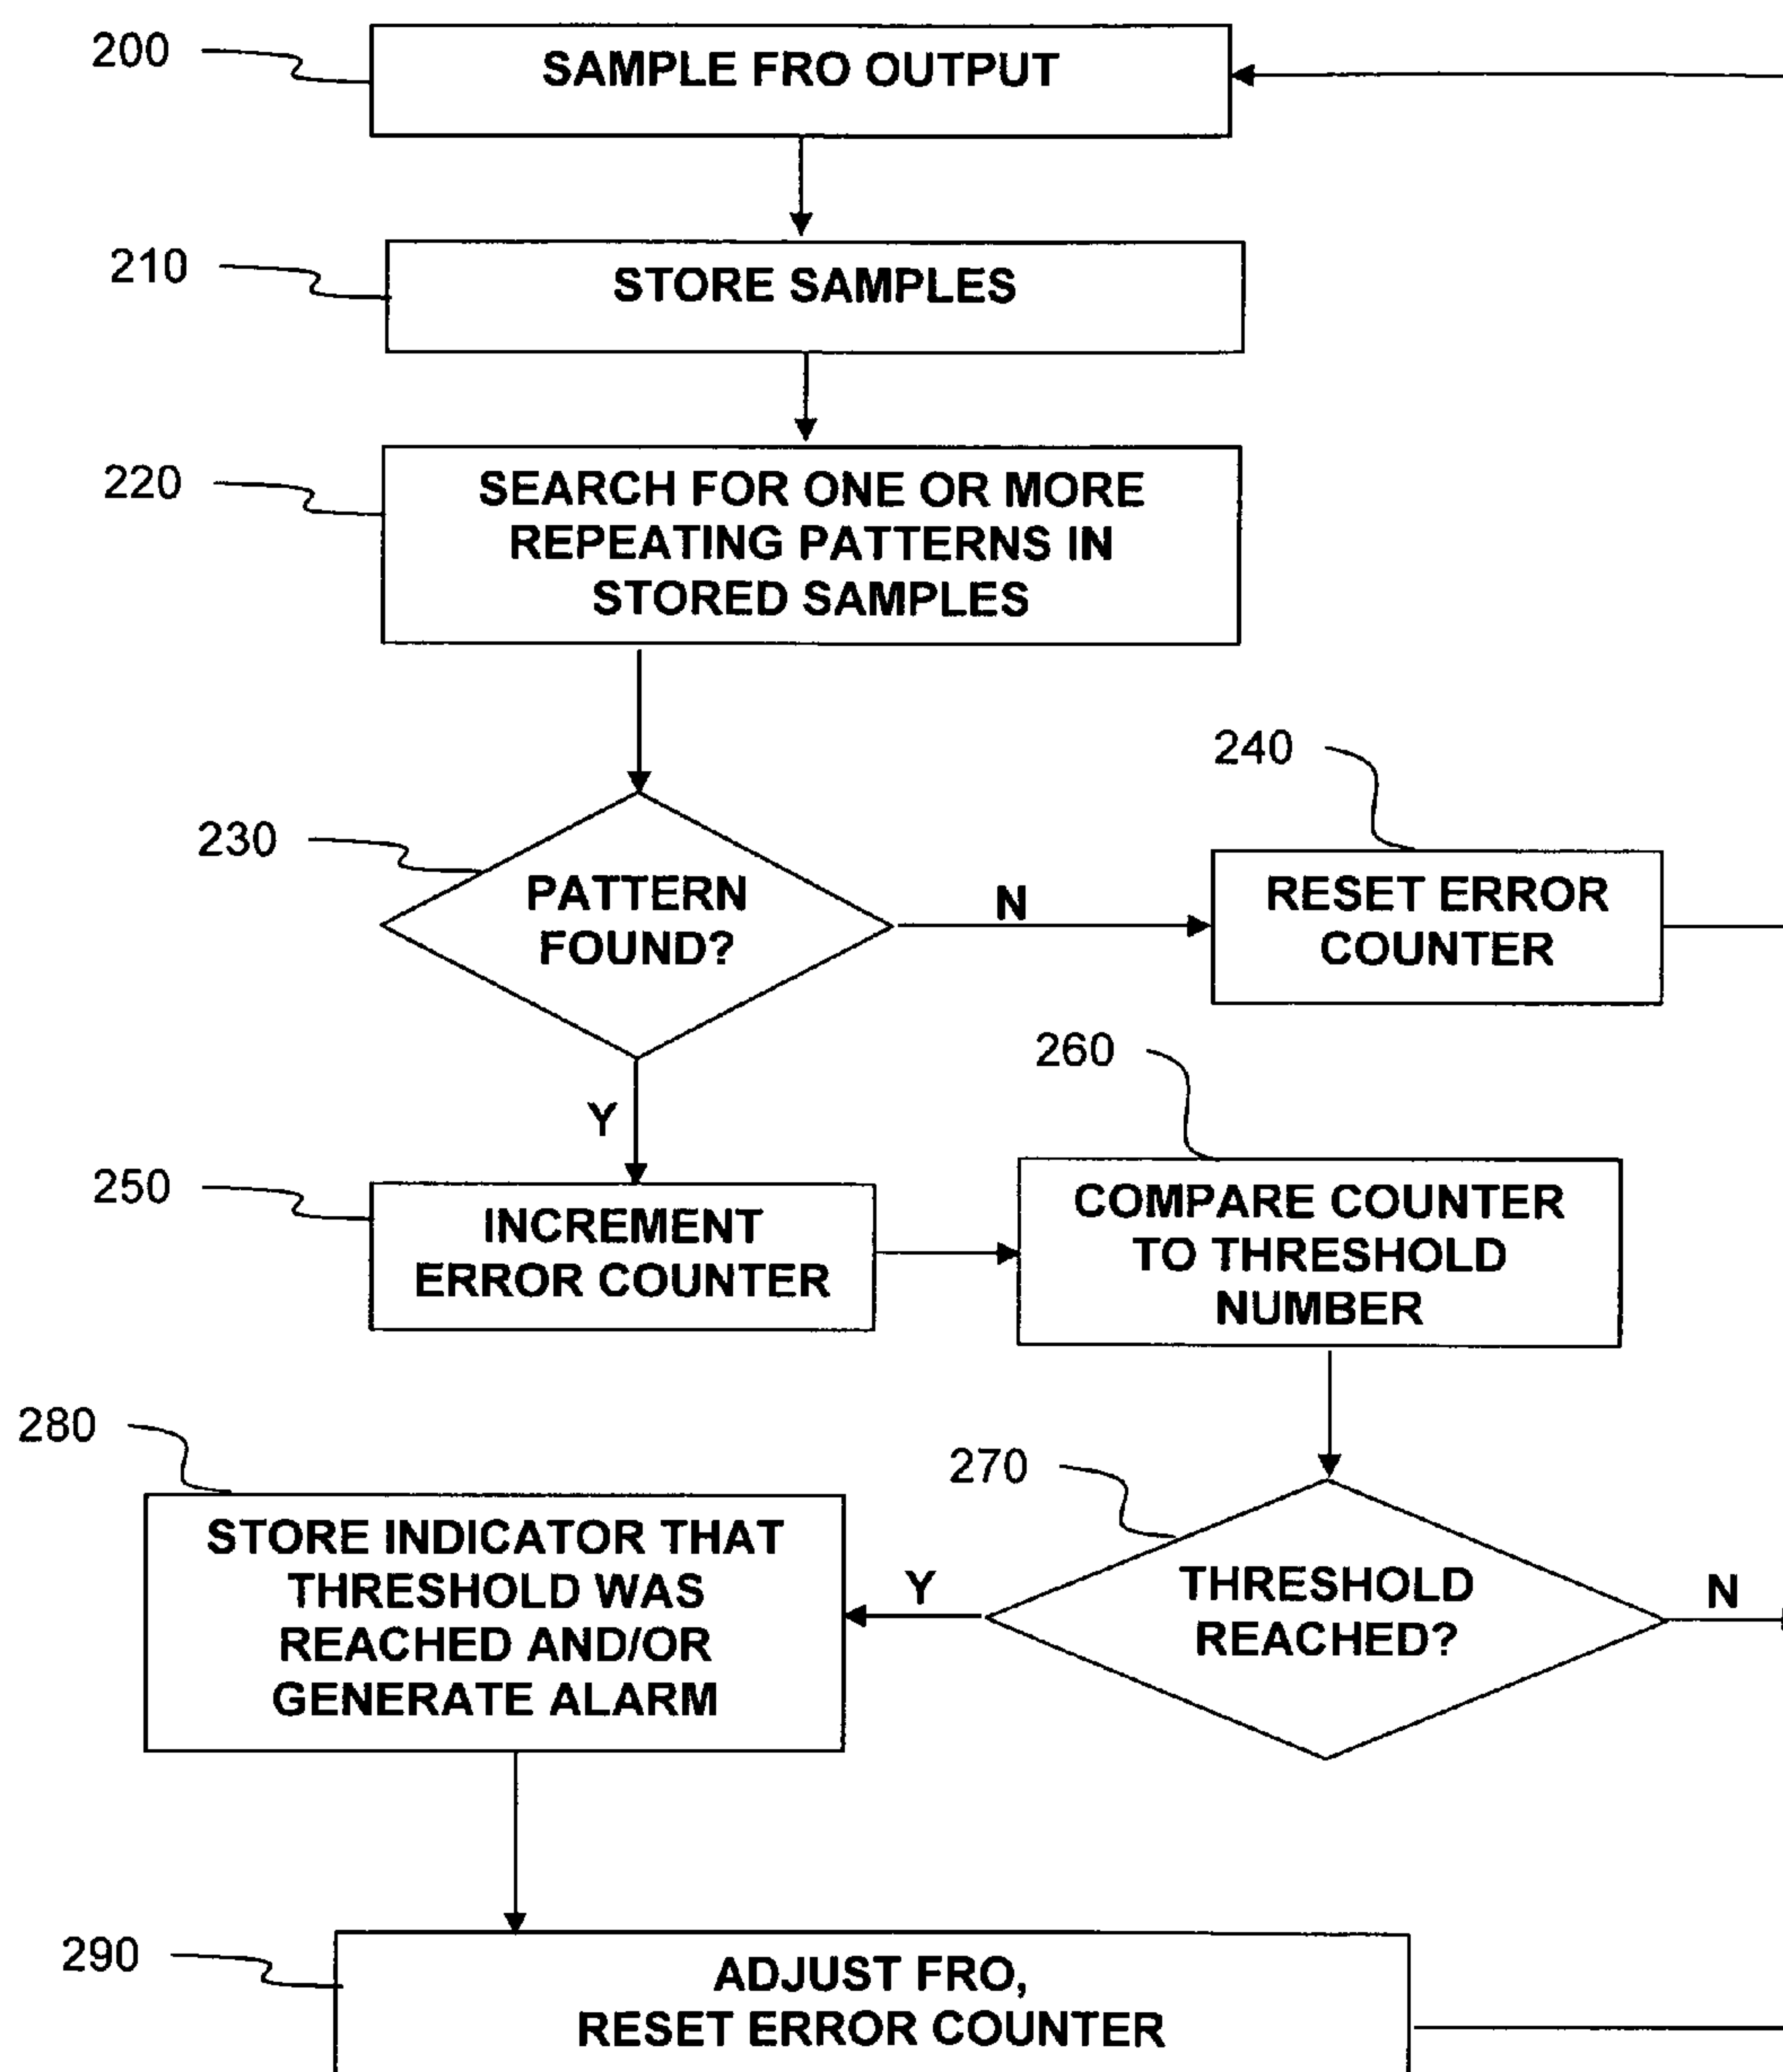 200
SAMPLE FRO OUTPUT
210
STORE SAMPLES
220
SEARCH FOR ONE OR MORE
REPEATING PATTERNS IN
STORED SAMPLES
230
PATTERN
FOUND?
N
240
RESET ERROR
COUNTER
Y
250
INCREMENT
ERROR COUNTER
260
COMPARE COUNTER
TO THRESHOLD
NUMBER
270
THRESHOLD
REACHED?
N
Y
280
STORE INDICATOR THAT
THRESHOLD WAS
REACHED AND/OR
GENERATE ALARM
290
ADJUST FRO,
RESET ERROR COUNTER